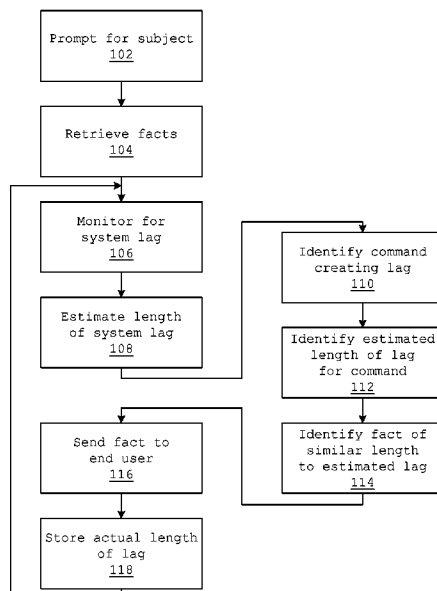 Prompt for subject
102
Retrieve facts
104
Monitor for
system lag
106
Estimate length
of system lag
108
Identify command
creating lag
110
Identify estimated
length of lag
for command
112
Identify fact of
similar length
to estimated lag
114
Send fact to
end user
116
Store actual length
of lag
118